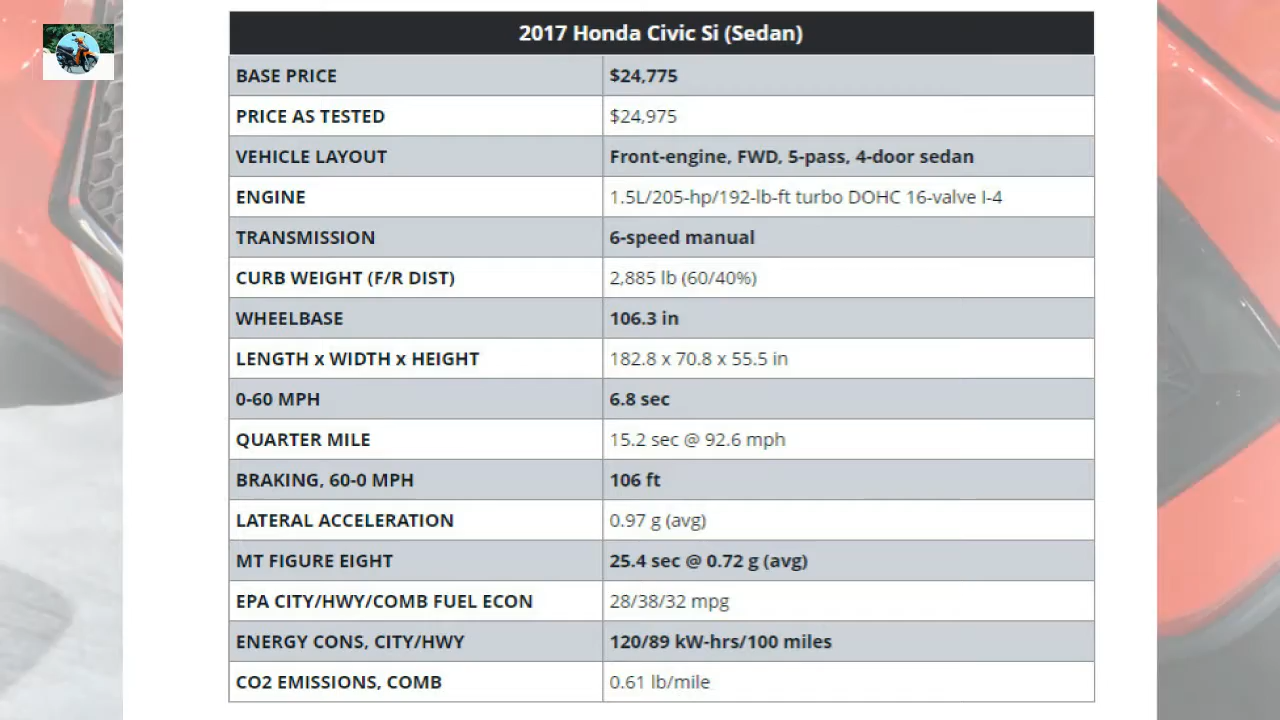 2017 Honda Civic Si (Sedan)
BASE PRICE $24,775
PRICE AS TESTED $24,975
VEHICLE LAYOUT Front-engine, FWD, 5-pass, 4-door sedan
ENGINE 1.5L/205-hp/192-lb-ft turbo DOHC 16-valve I-4
TRANSMISSION 6-speed manual
CURB WEIGHT (F/R DIST) 2,885 lb (60/40%)
WHEELBASE 106.3 in
LENGTH x WIDTH x HEIGHT 182.8 x 70.8 x 55.5 in
0-60 MPH 6.8 sec
QUARTER MILE 15.2 sec @ 92.6 mph
BRAKING, 60-0 MPH 106 ft
LATERAL ACCELERATION 0.97 g (avg)
MT FIGURE EIGHT 25.4 sec @ 0.72 g (avg)
EPA CITY/HWY/COMB FUEL ECON 28/38/32 mpg
ENERGY CONS, CITY/HWY 120/89 kW-hrs/100 miles
CO2 EMISSIONS, COMB 0.61 lb/mile